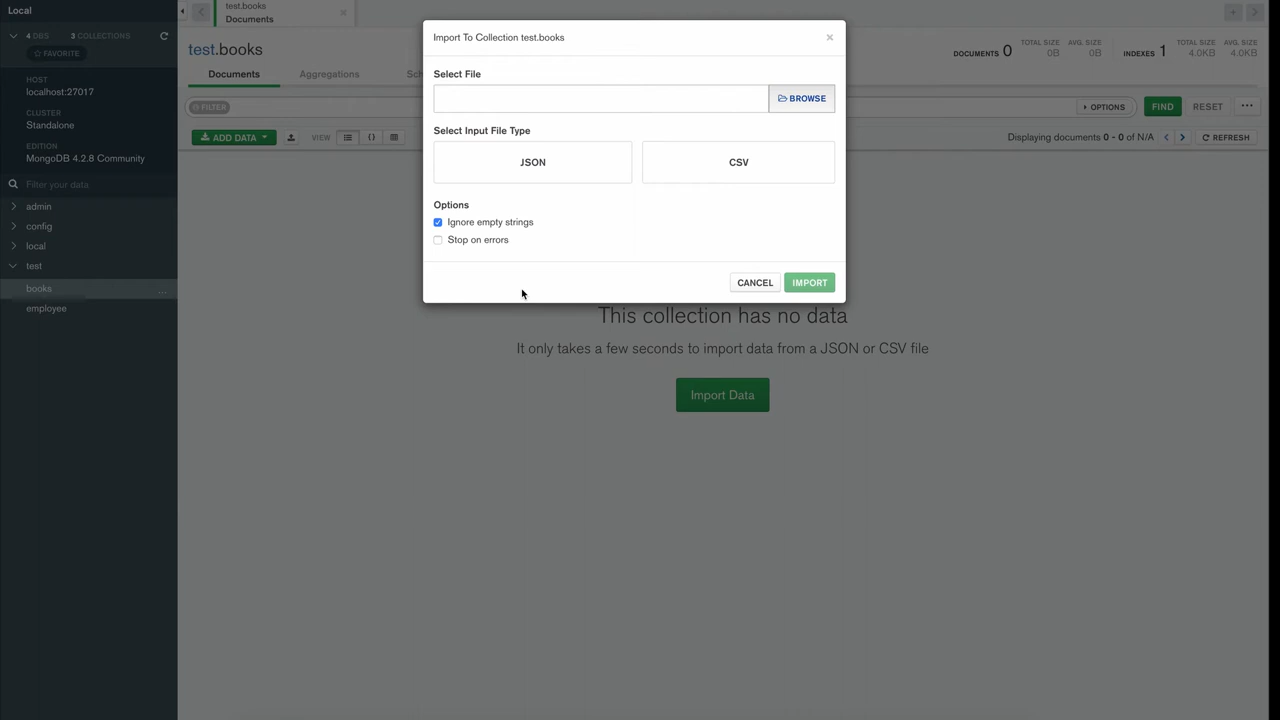 Local
4 DBS 3 COLLECTIONS
FAVORITE
HOST
localhost:27017
CLUSTER
Standalone
EDITION
MongoDB 4.2.8 Community
Filter your data
admin
config
local
test
books ...
employee
test.books
Documents
test.books
DOCUMENTS 0 TOTAL SIZE 0B AVG. SIZE 0B INDEXES 1 TOTAL SIZE 4.0KB AVG. SIZE 4.0KB
Documents Aggregations Sch
FILTER OPTIONS FIND RESET ...
ADD DATA VIEW {} Displaying documents 0 - 0 of N/A REFRESH
Import To Collection test.books
Select File
BROWSE
Select Input File Type
JSON CSV
Options
Ignore empty strings
Stop on errors
CANCEL IMPORT
This collection has no data
It only takes a few seconds to import data from a JSON or CSV file
Import Data